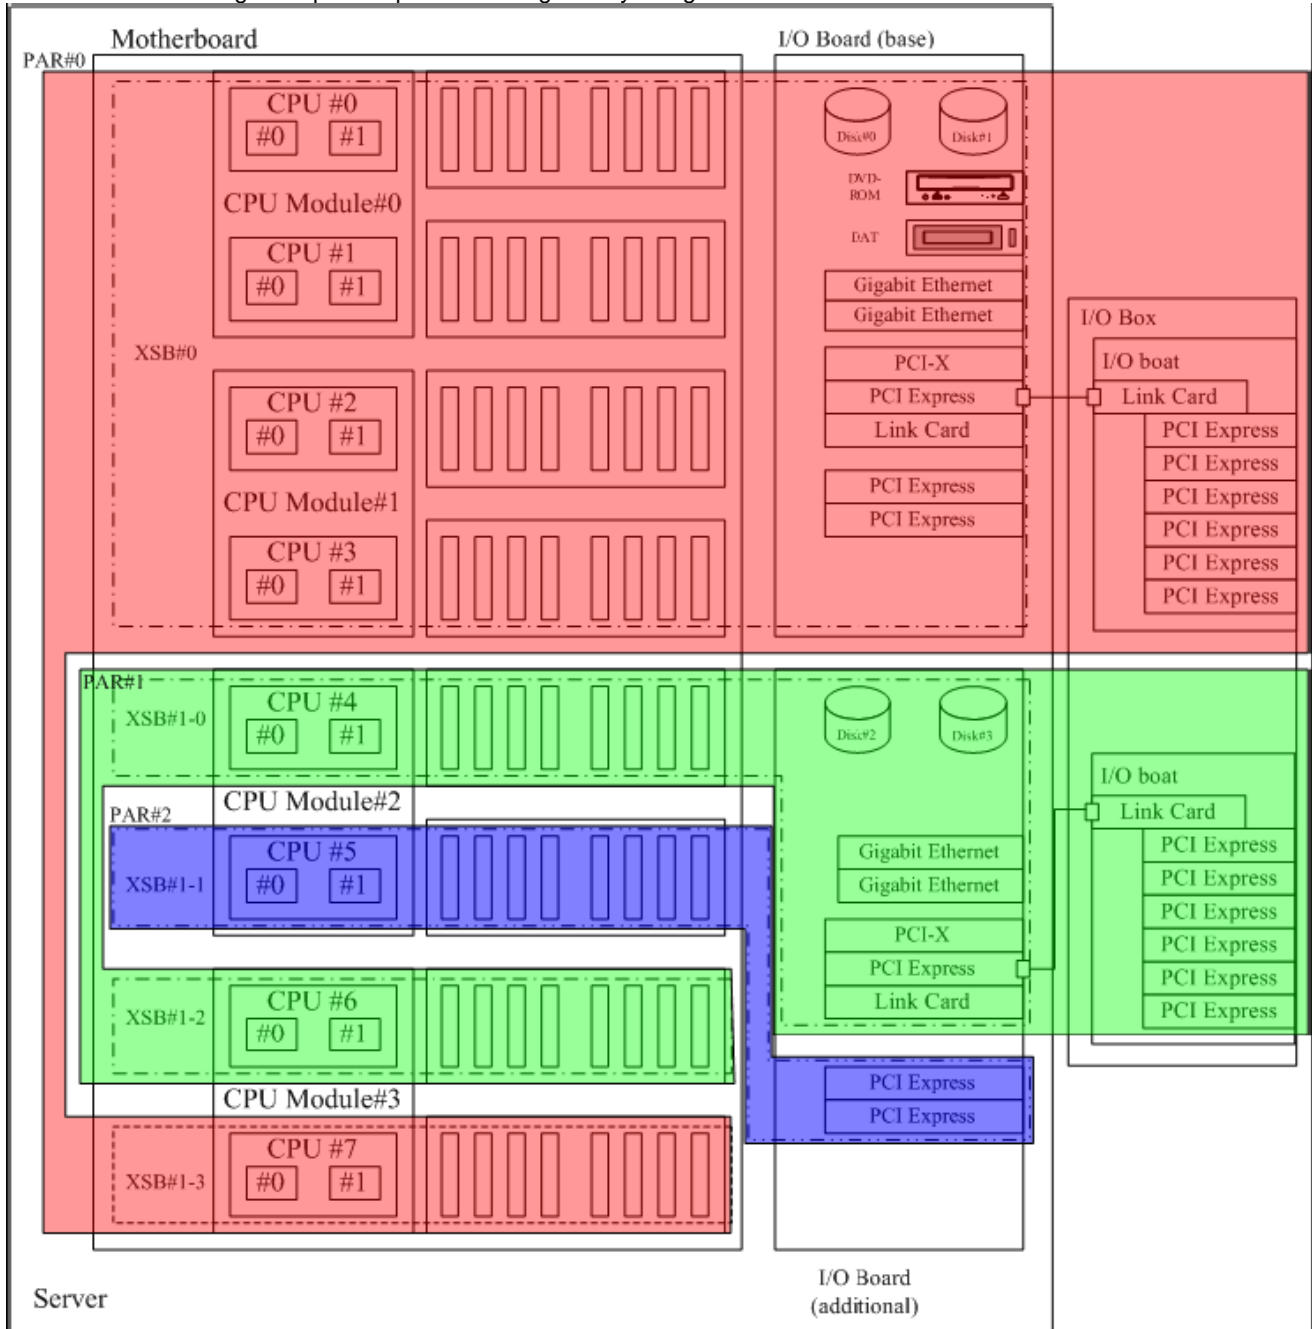 Motherboard
I/O Board (base)
PAR#0
CPU #0
#0 #1
CPU Module#0
CPU #1
#0 #1
XSB#0
CPU #2
#0 #1
CPU Module#1
CPU #3
#0 #1
Disk#0 Disk#1
DVD-
ROM
DAT
Gigabit Ethernet
Gigabit Ethernet
PCI-X
PCI Express
Link Card
PCI Express
PCI Express
I/O Box
I/O boat
Link Card
PCI Express
PCI Express
PCI Express
PCI Express
PCI Express
PCI Express
PAR#1
XSB#1-0
CPU #4
#0 #1
CPU Module#2
PAR#2
XSB#1-1
CPU #5
#0 #1
XSB#1-2
CPU #6
#0 #1
CPU Module#3
XSB#1-3
CPU #7
#0 #1
Disk#2 Disk#3
Gigabit Ethernet
Gigabit Ethernet
PCI-X
PCI Express
Link Card
PCI Express
PCI Express
I/O boat
Link Card
PCI Express
PCI Express
PCI Express
PCI Express
PCI Express
PCI Express
Server
I/O Board
(additional)